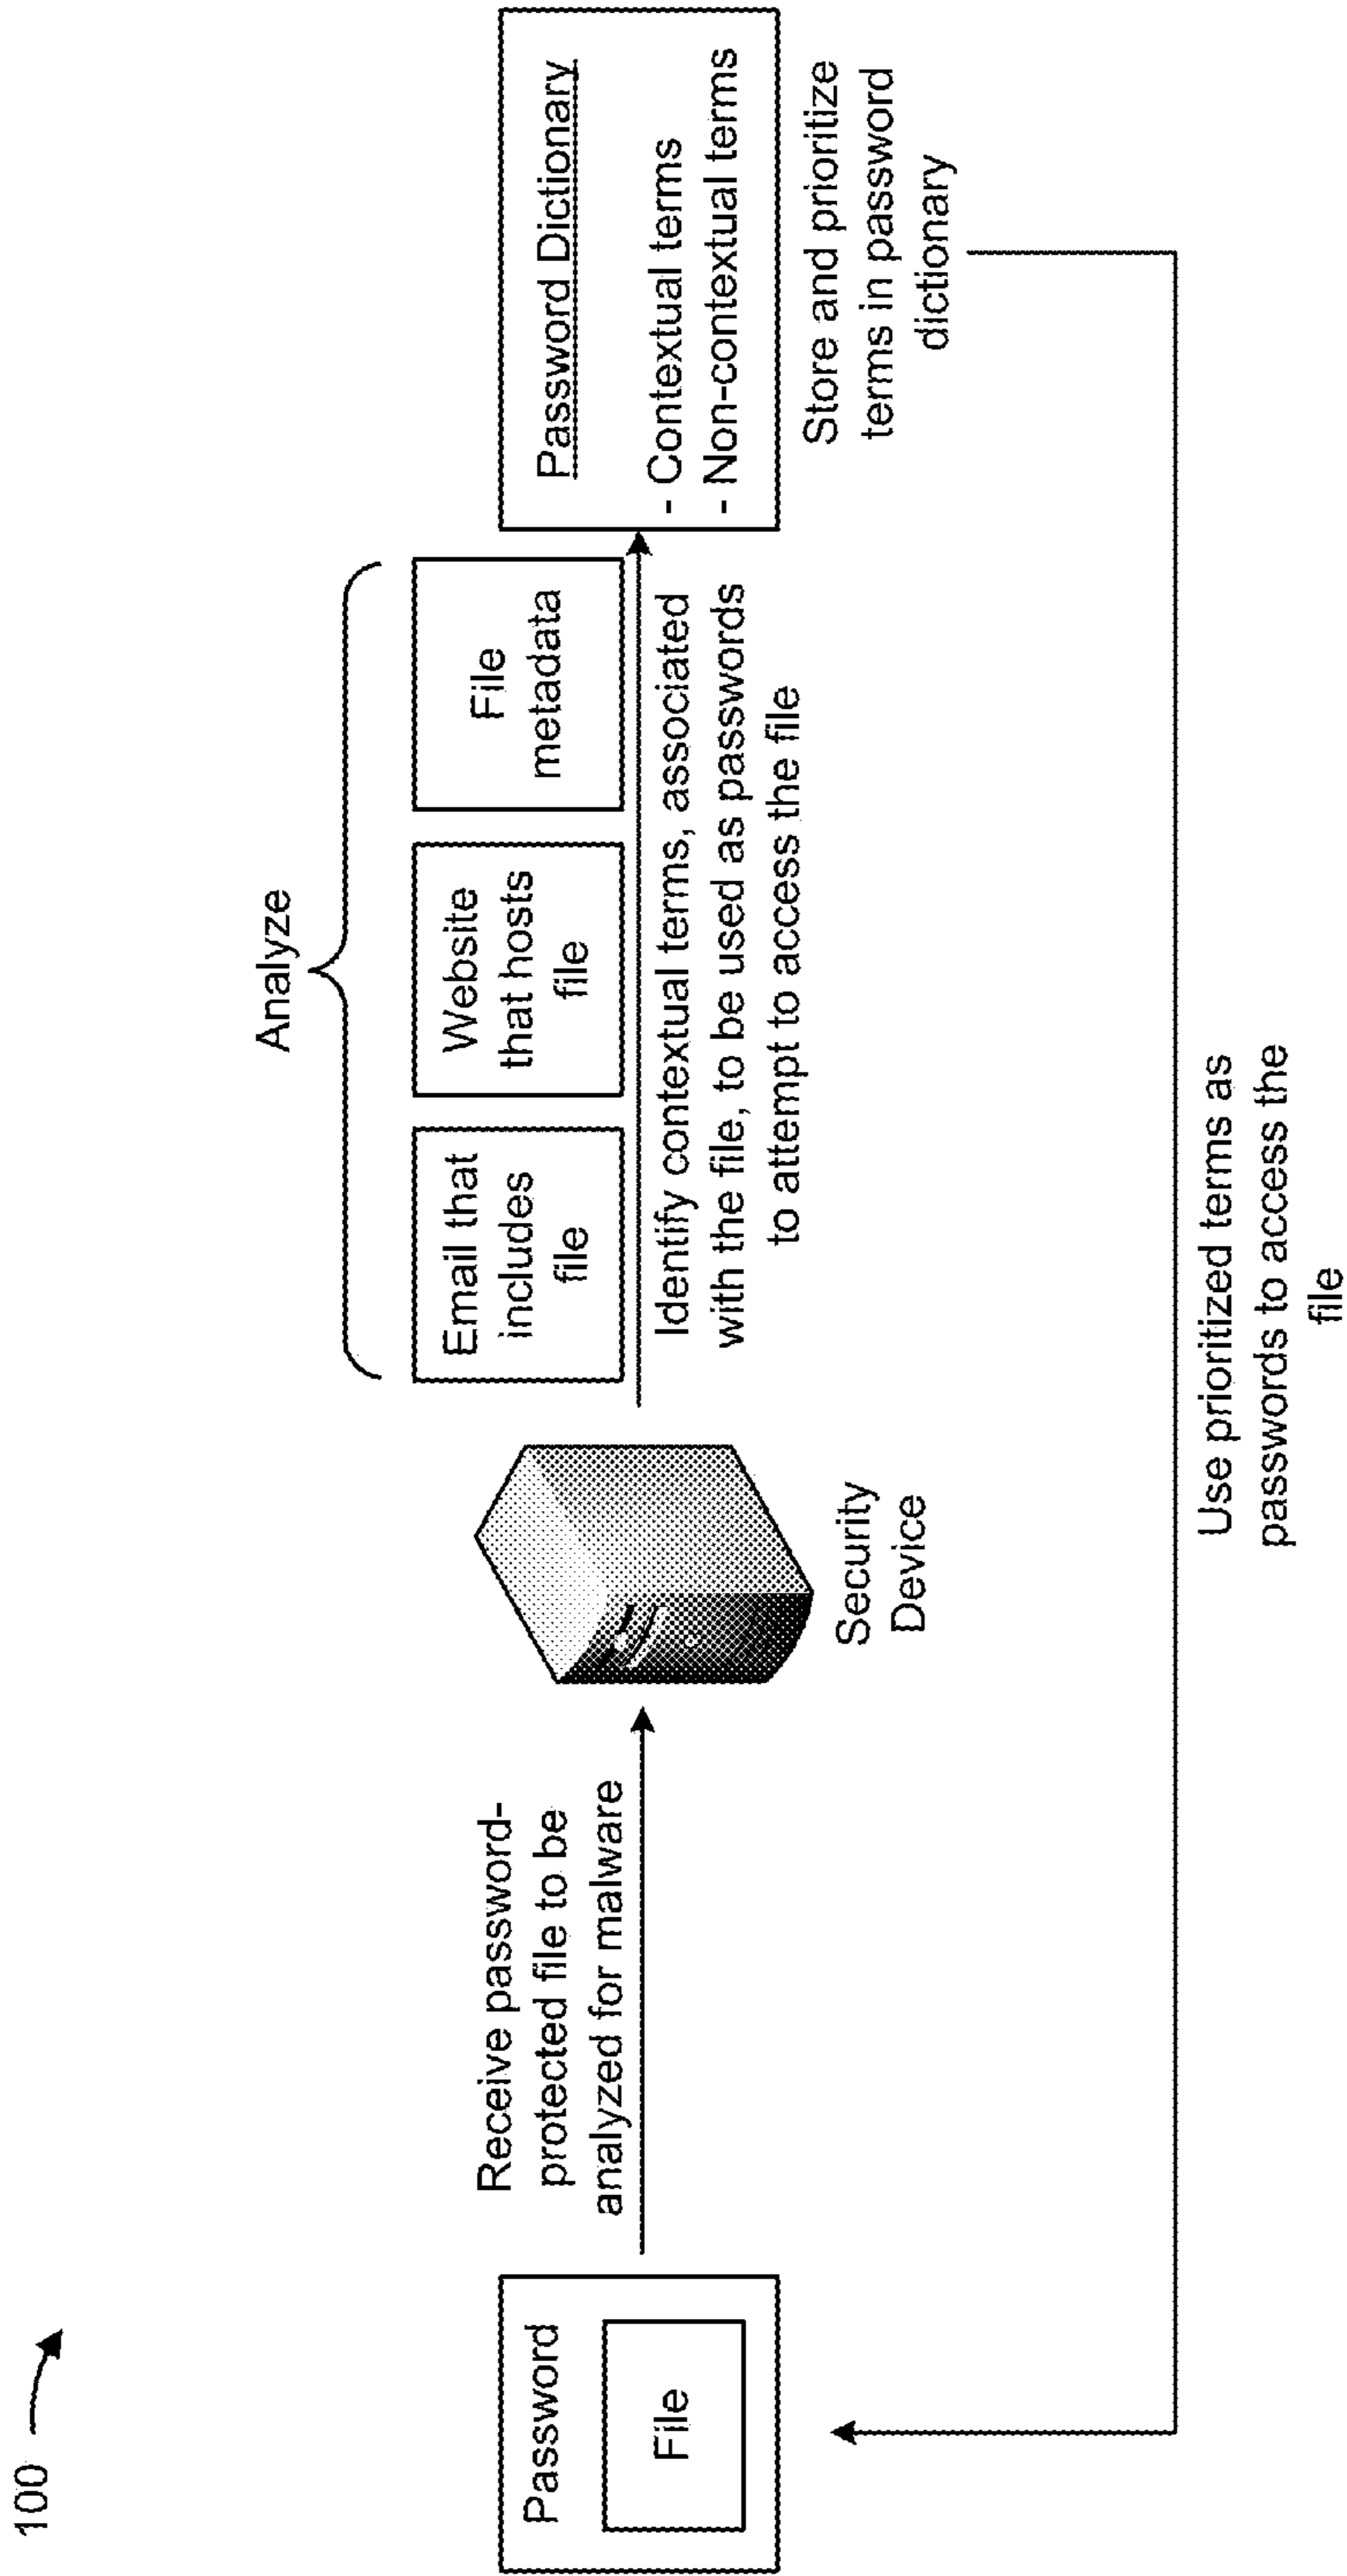 100
Password
File
Receive password-
protected file to be
analyzed for malware
Security
Device
Analyze
Email that
includes
file
Website
that hosts
file
File
metadata
Identify contextual terms, associated
with the file, to be used as passwords
to attempt to access the file
Password Dictionary
- Contextual terms
- Non-contextual terms
Store and prioritize
terms in password
dictionary
Use prioritized terms as
passwords to access the
file